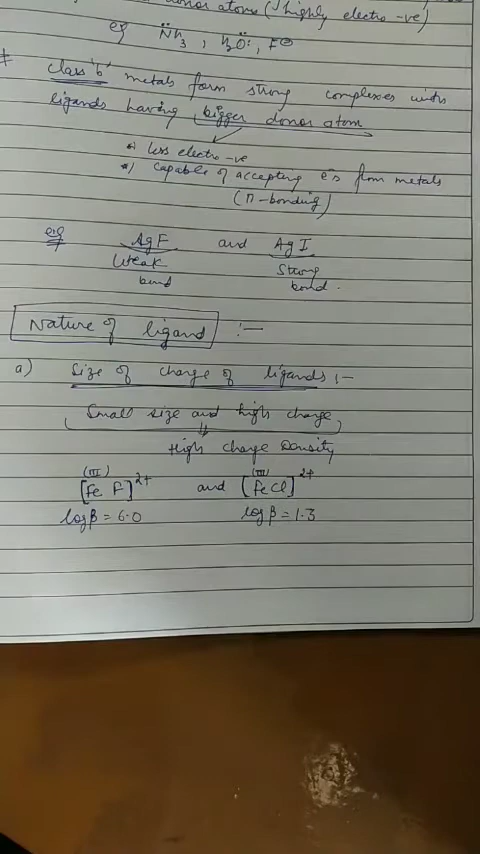 donor atoms (highly electro -ve)
eg N̈H3 , H2Ö: , F⊖
# class 'b' metals form strong complexes with
ligands having bigger donor atom
*) less electro -ve
*) capable of accepting e's from metals
(π-bonding)
eg AgF and AgI
Weak Strong
bond bond.
Nature of ligand :-
a) Size of charge of ligands :-
Small size and high charge
⇓
High charge Density
(III) (III)
[Fe F]2+ and [FeCl]2+
logβ = 6.0 logβ = 1.3